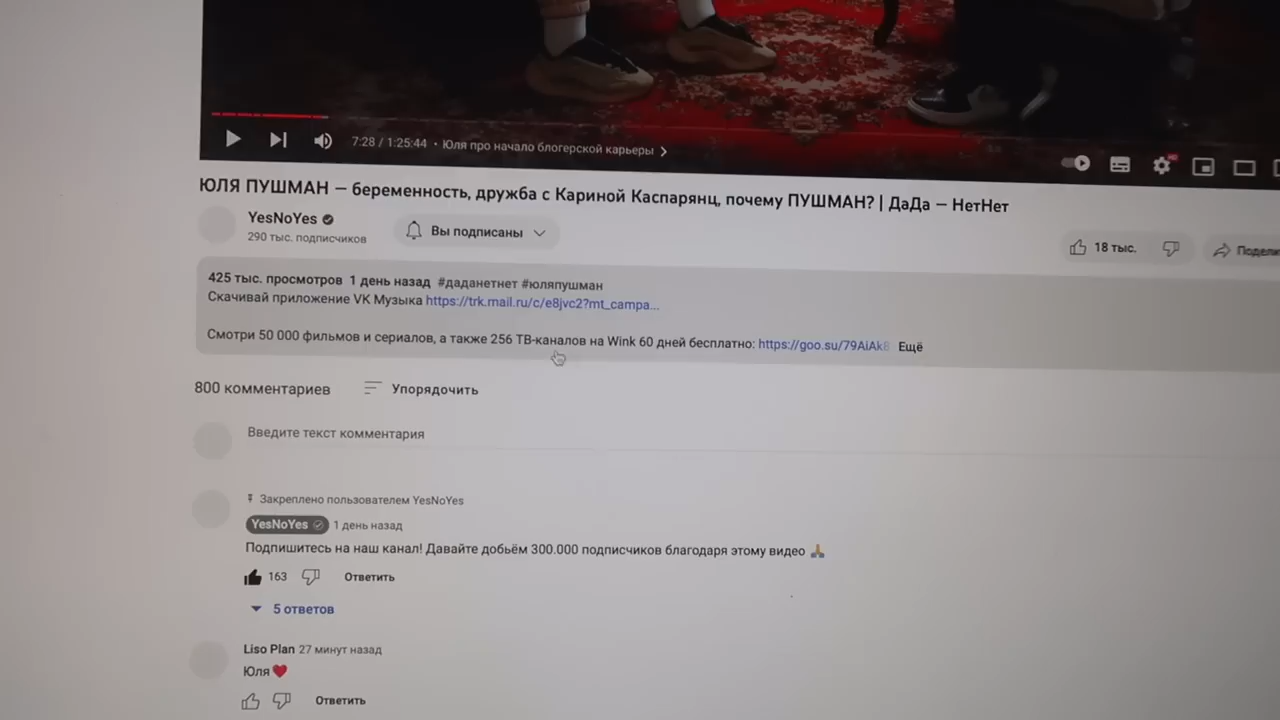 7:28 / 1:25:44 • Юля про начало блогерской карьеры
ЮЛЯ ПУШМАН — беременность, дружба с Кариной Каспарянц, почему ПУШМАН? | ДаДа — НетНет
YesNoYes
290 тыс. подписчиков
Вы подписаны
18 тыс.
425 тыс. просмотров 1 день назад #даданетнет #юляпушман
Скачивай приложение VK Музыка https://trk.mail.ru/c/e8jvc2?mt_campa...
Смотри 50 000 фильмов и сериалов, а также 256 ТВ-каналов на Wink 60 дней бесплатно: https://goo.su/79AiAk8 Ещё
800 комментариев
Упорядочить
Введите текст комментария
Закреплено пользователем YesNoYes
YesNoYes 1 день назад
Подпишитесь на наш канал! Давайте добьём 300.000 подписчиков благодаря этому видео 🙏
163
Ответить
5 ответов
Liso Plan 27 минут назад
Юля❤️
Ответить